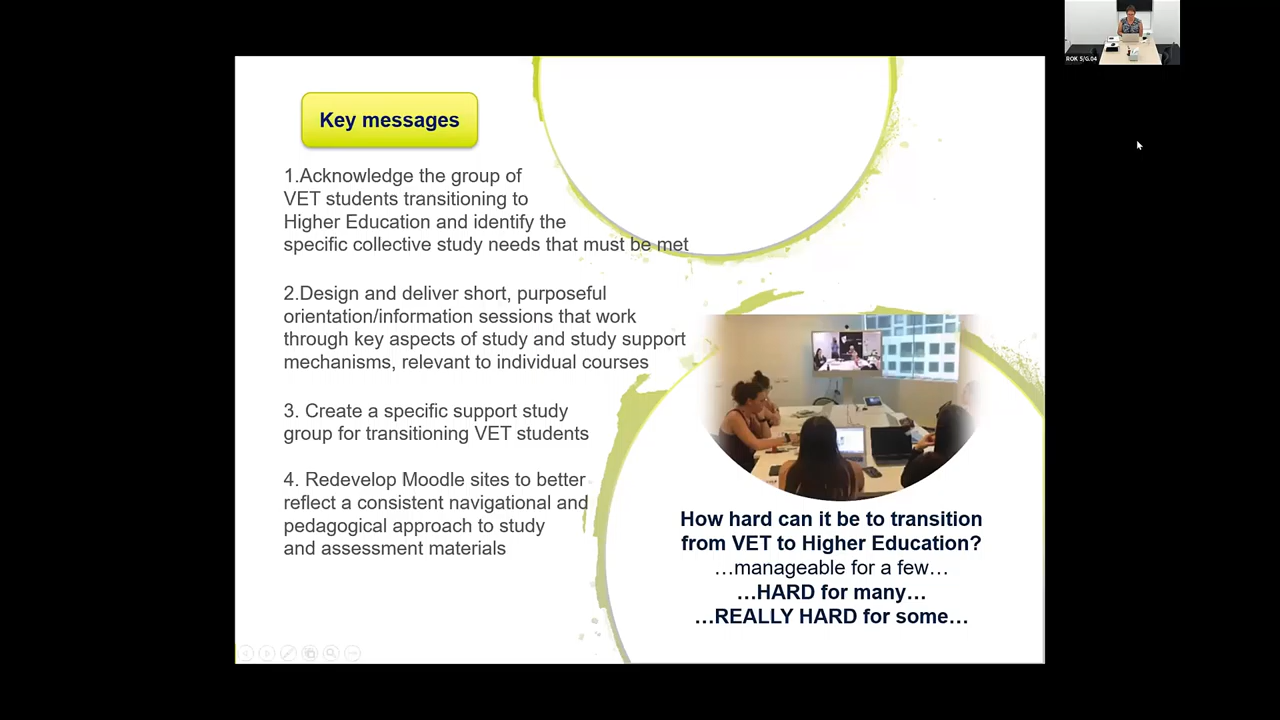 ROK 5/G.04
Key messages
1.Acknowledge the group of
VET students transitioning to
Higher Education and identify the
specific collective study needs that must be met
2.Design and deliver short, purposeful
orientation/information sessions that work
through key aspects of study and study support
mechanisms, relevant to individual courses
3. Create a specific support study
group for transitioning VET students
4. Redevelop Moodle sites to better
reflect a consistent navigational and
pedagogical approach to study
and assessment materials
How hard can it be to transition
from VET to Higher Education?
…manageable for a few…
…HARD for many…
…REALLY HARD for some…